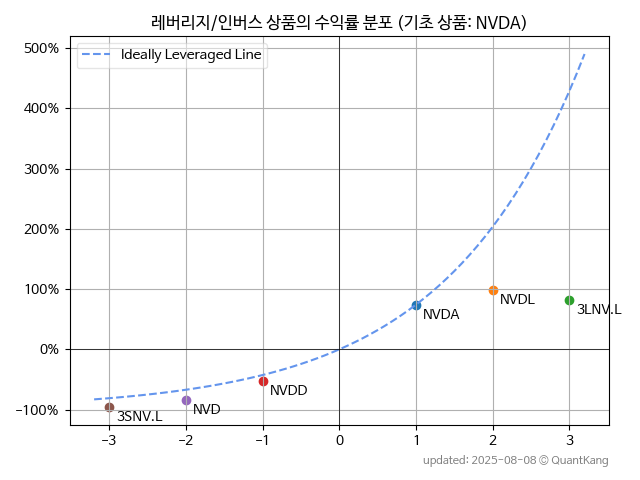 레버리지/인버스 상품의 수익률 분포 (기초 상품: NVDA)
500%
400%
300%
200%
100%
0%
−100%
Ideally Leveraged Line
NVDA
NVDL
3LNV.L
NVDD
NVD
3SNV.L
−3 −2 −1 0 1 2 3
updated: 2025-08-08 © QuantKang